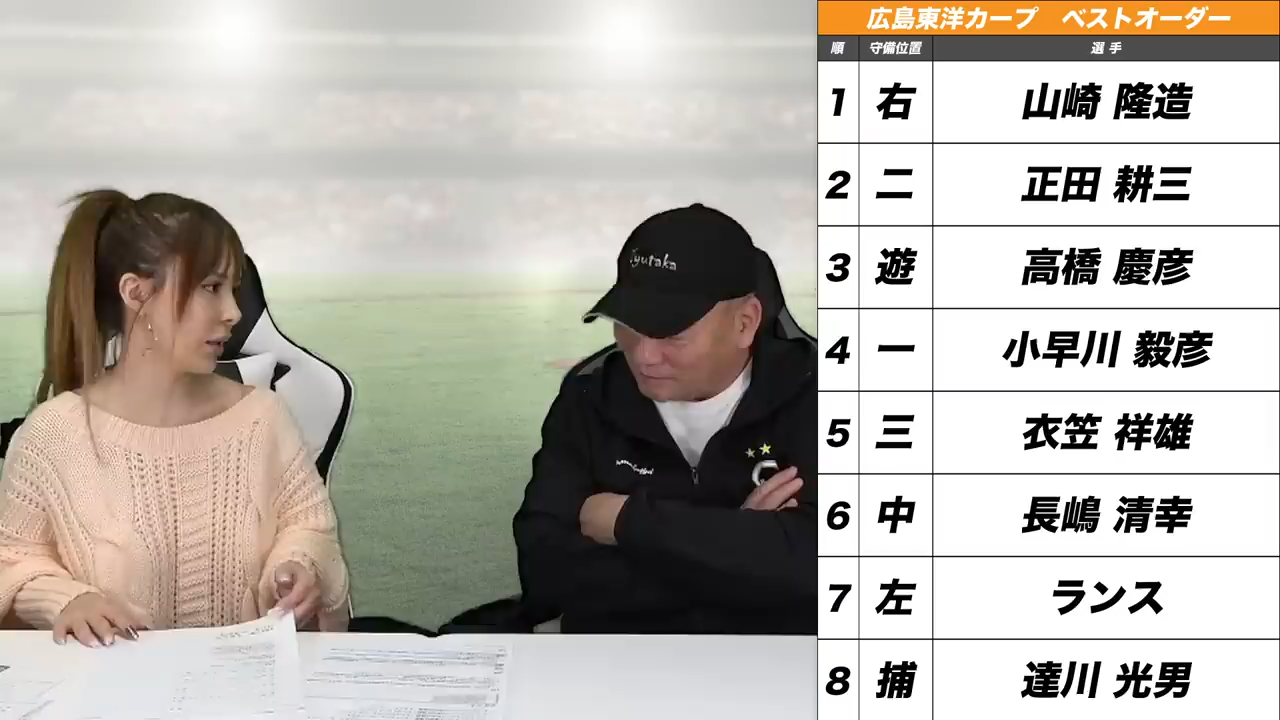 広島東洋カープ ベストオーダー
順 守備位置 選手
1 右 山崎 隆造
2 二 正田 耕三
3 遊 高橋 慶彦
4 一 小早川 毅彦
5 三 衣笠 祥雄
6 中 長嶋 清幸
7 左 ランス
8 捕 達川 光男